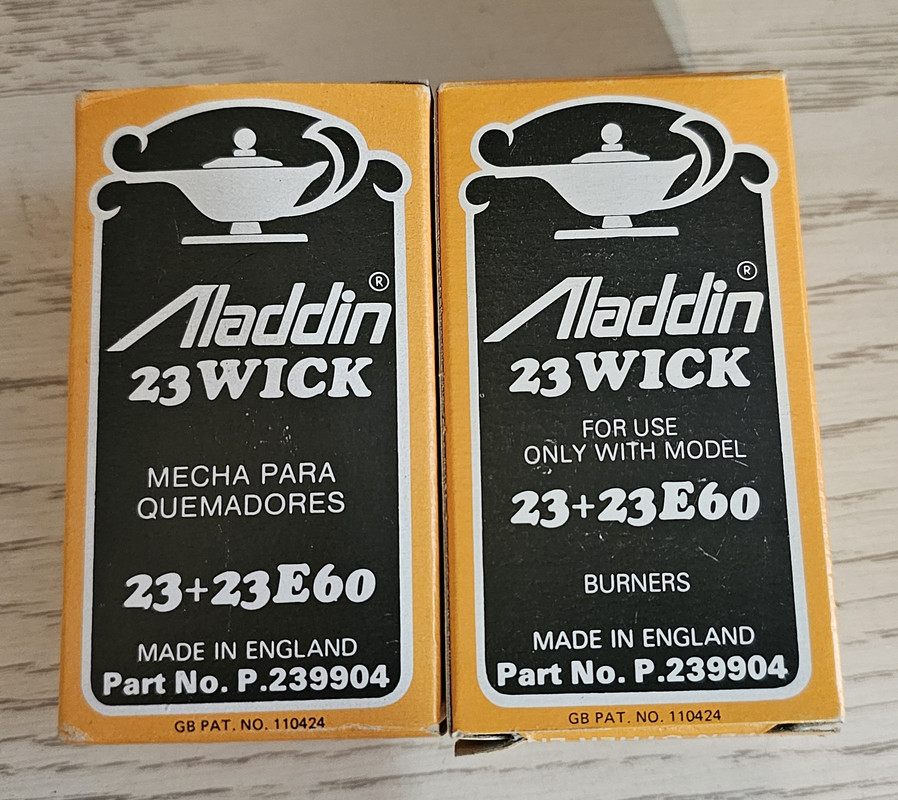 Aladdin®
23 WICK
MECHA PARA
QUEMADORES
23+23E60
MADE IN ENGLAND
Part No. P.239904
GB PAT. NO. 110424
Aladdin®
23 WICK
FOR USE
ONLY WITH MODEL
23+23E60
BURNERS
MADE IN ENGLAND
Part No. P.239904
GB PAT. NO. 110424